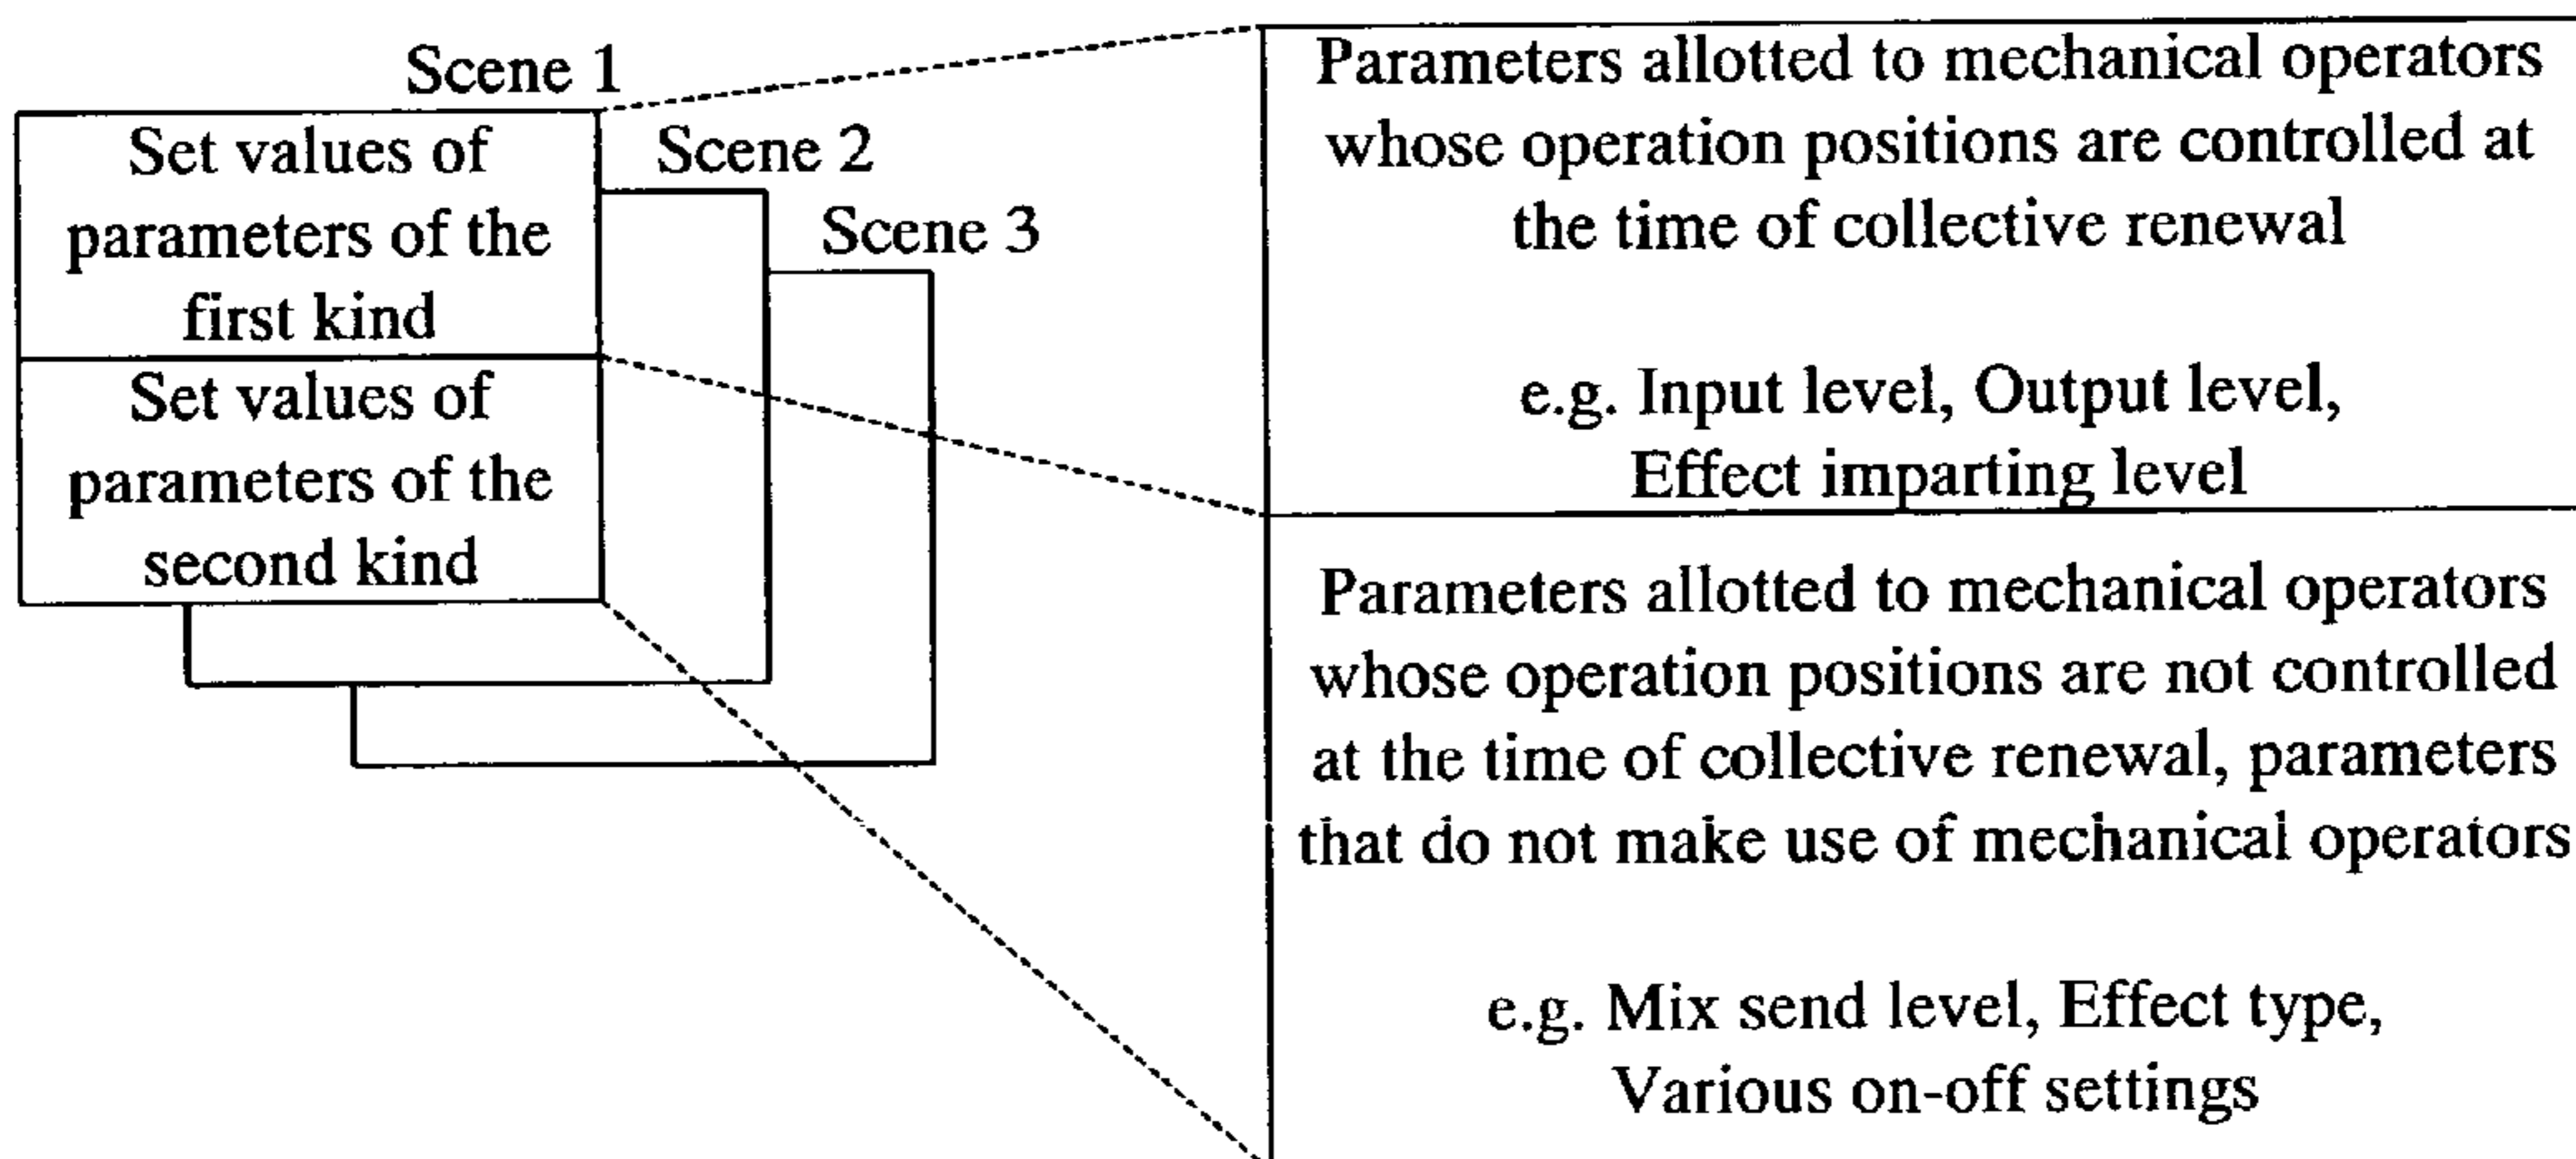 Scene 1
Set values of
parameters of the
first kind
Set values of
parameters of the
second kind
Scene 2
Scene 3
Parameters allotted to mechanical operators
whose operation positions are controlled at
the time of collective renewal
e.g. Input level, Output level,
Effect imparting level
Parameters allotted to mechanical operators
whose operation positions are not controlled
at the time of collective renewal, parameters
that do not make use of mechanical operators
e.g. Mix send level, Effect type,
Various on-off settings